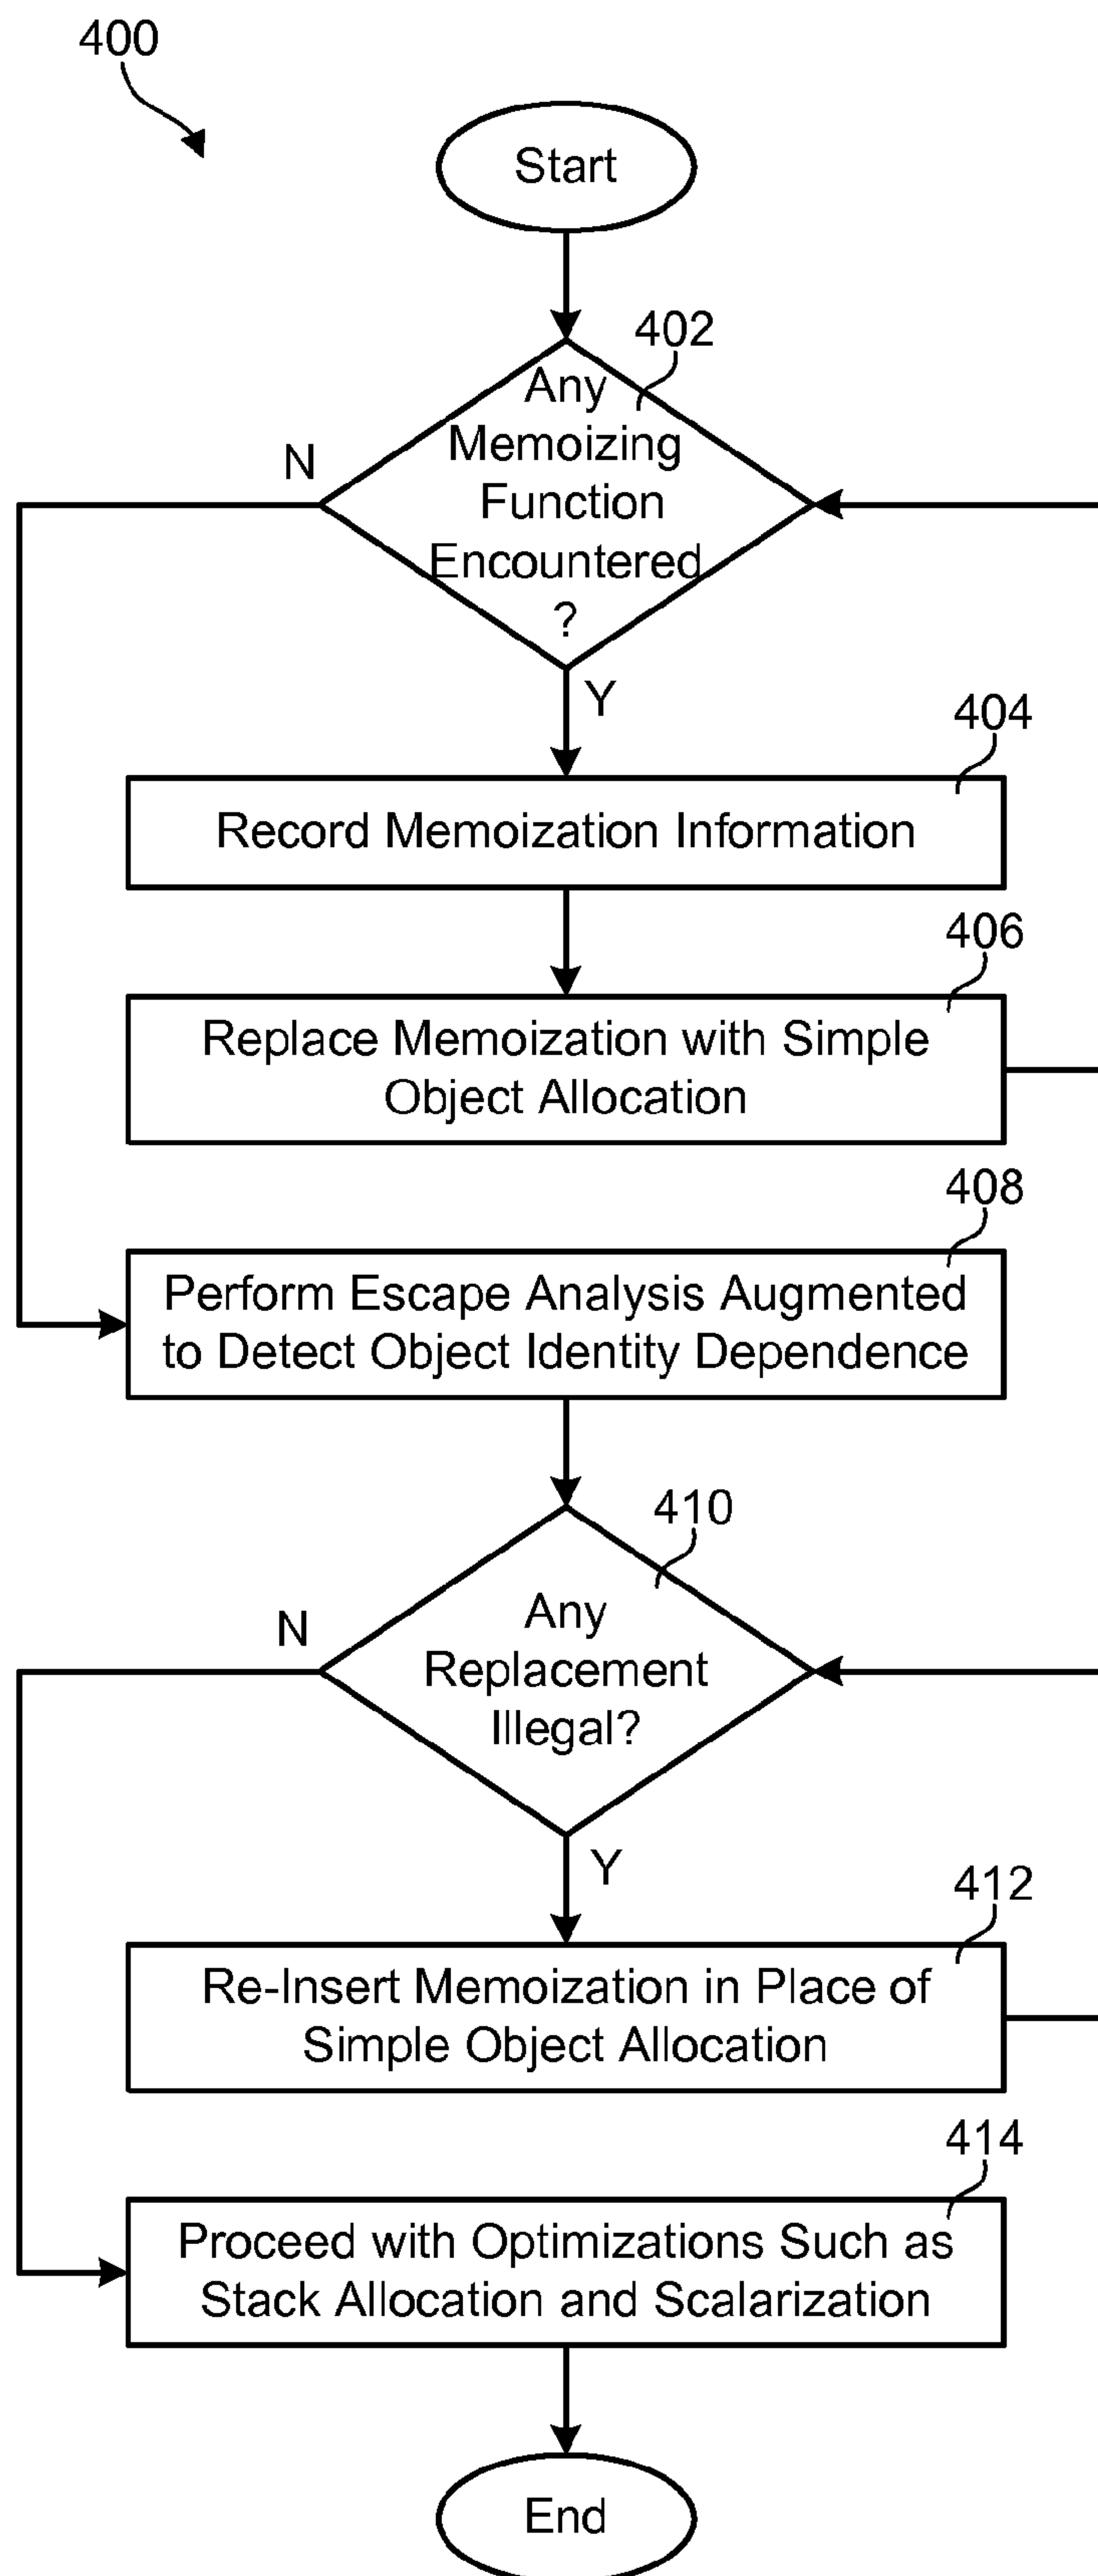 400
Start
402
Any
Memoizing
Function
Encountered
?
N
Y
404
Record Memoization Information
406
Replace Memoization with Simple
Object Allocation
408
Perform Escape Analysis Augmented
to Detect Object Identity Dependence
410
Any
Replacement
Illegal?
N
Y
412
Re-Insert Memoization in Place of
Simple Object Allocation
414
Proceed with Optimizations Such as
Stack Allocation and Scalarization
End